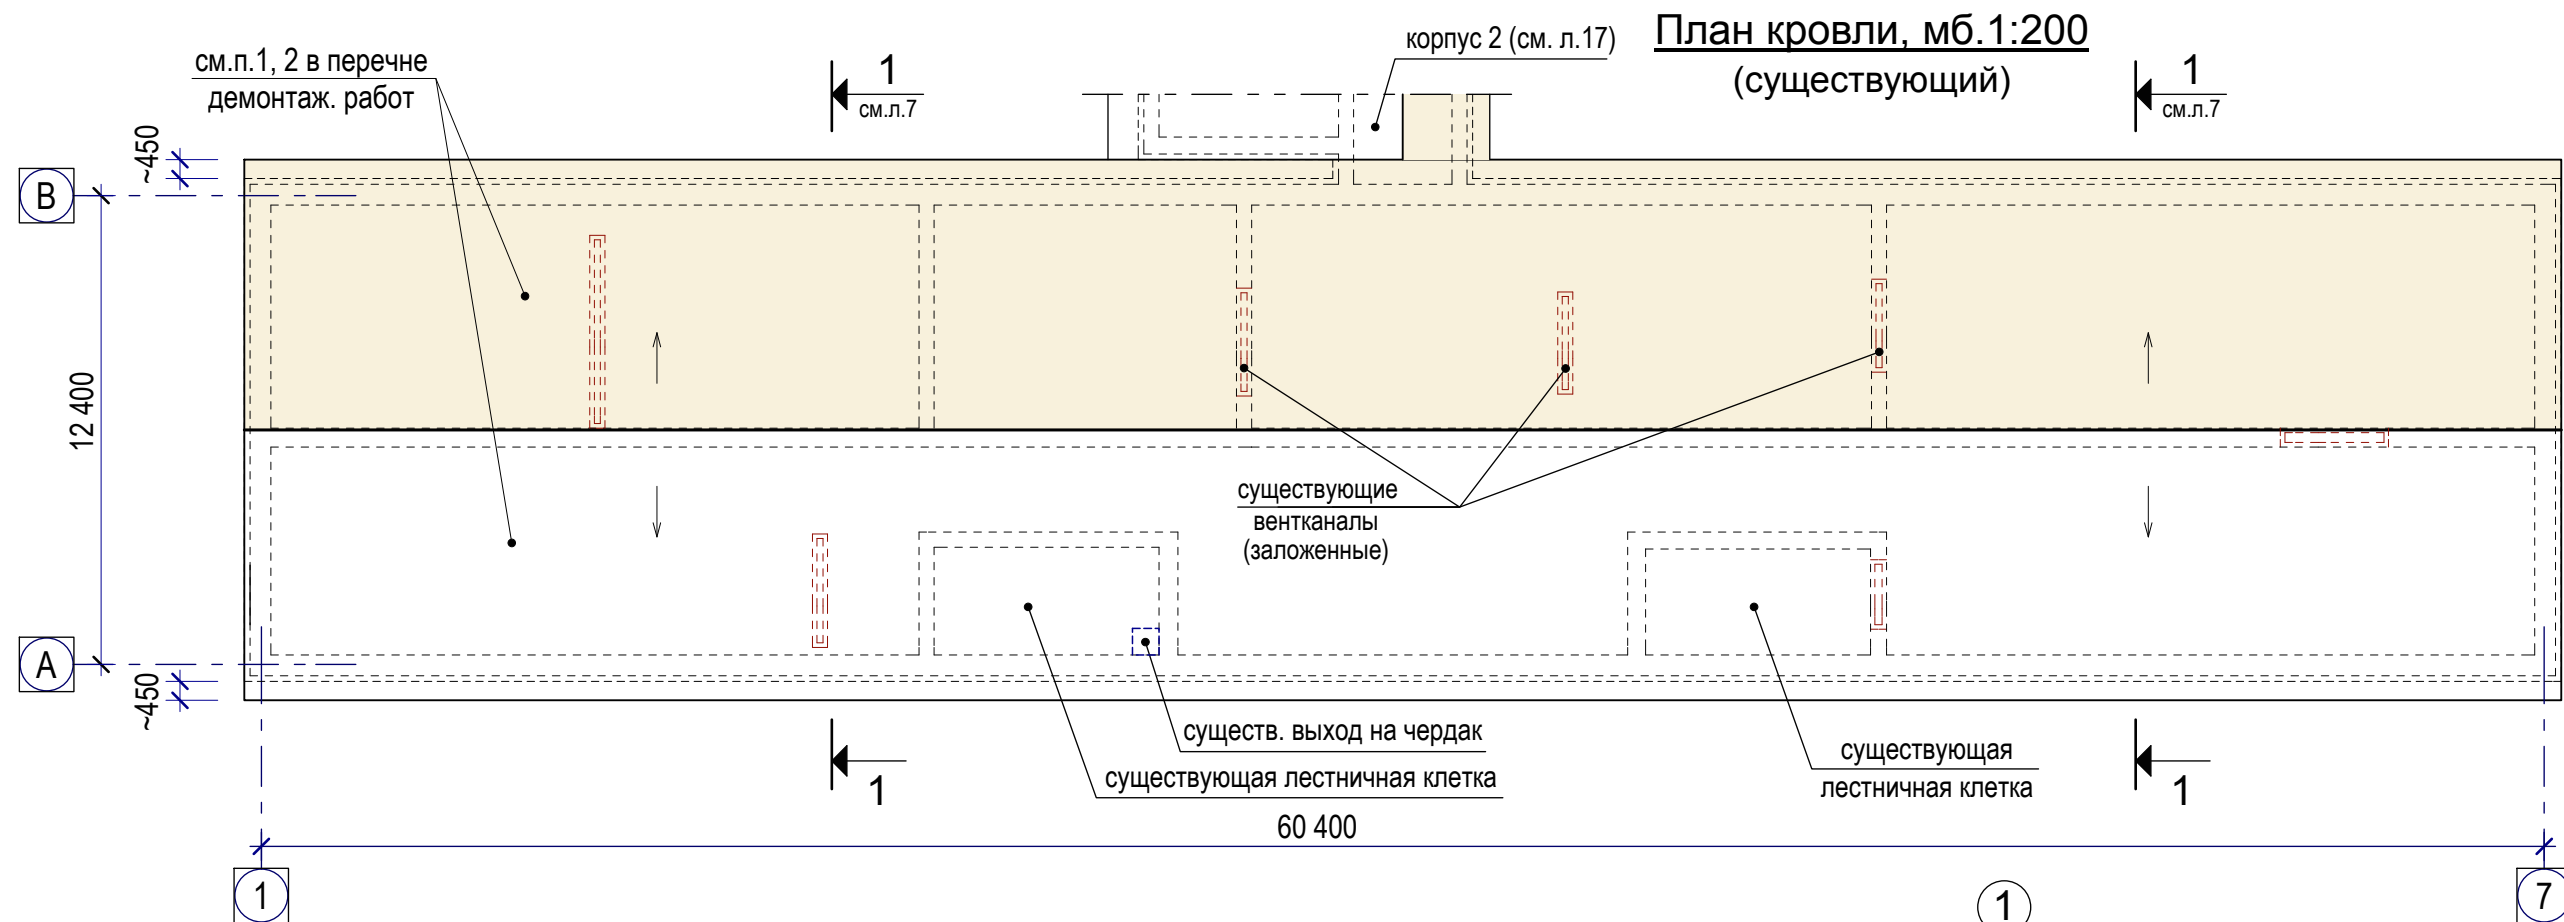 План кровли, мб.1:200
(существующий)
корпус 2 (см. л.17)
см.п.1, 2 в перечне
демонтаж. работ
1
см.л.7
1
см.л.7
~450
В
12 400
А
~450
существующие
вентканалы
(заложенные)
существ. выход на чердак
существующая лестничная клетка
существующая
лестничная клетка
1
1
60 400
1
1
7